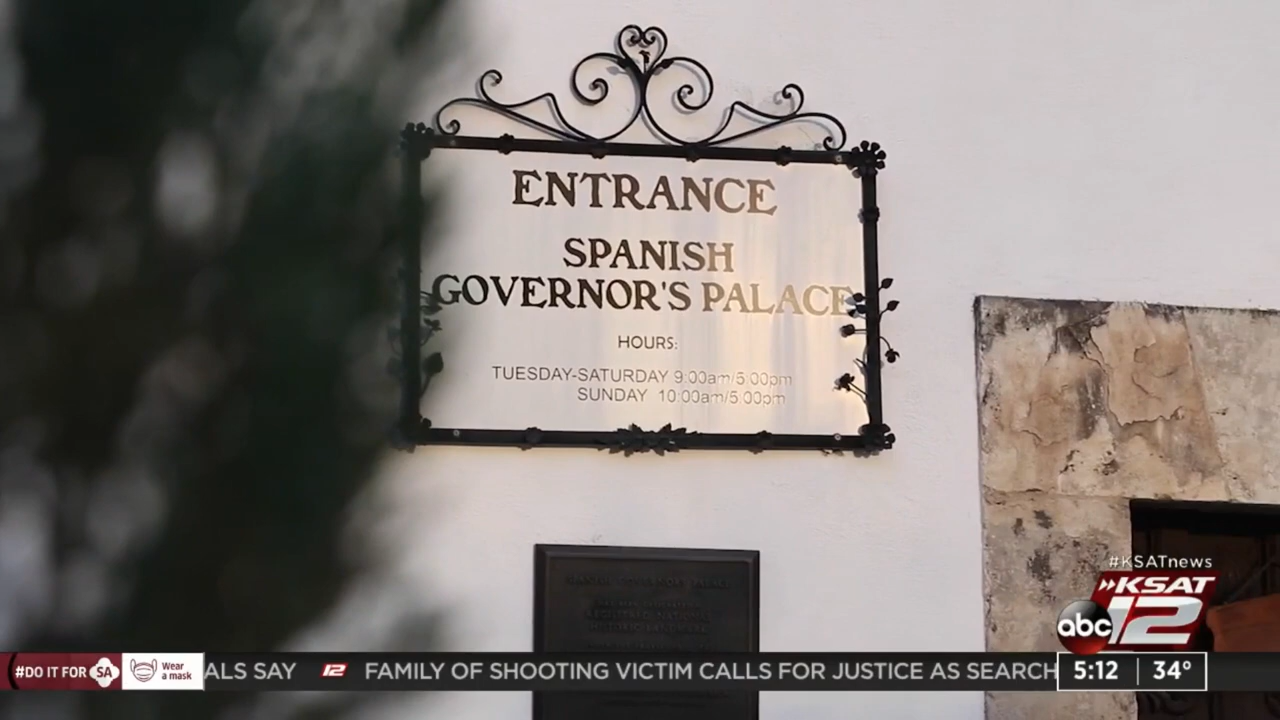 ENTRANCE
SPANISH
GOVERNOR'S PALACE
HOURS:
TUESDAY-SATURDAY 9:00am/5:00pm
SUNDAY 10:00am/5:00pm
#KSATnews
KSAT
abc 12
#DO IT FOR SA
Wear
a mask
ALS SAY 12 FAMILY OF SHOOTING VICTIM CALLS FOR JUSTICE AS SEARCH
5:12 34°